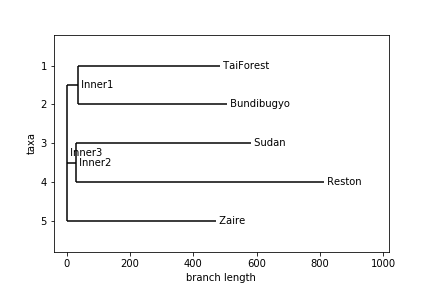 1
TaiForest
Inner1
2
Bundibugyo
3
Sudan
Inner3
Inner2
4
Reston
5
Zaire
taxa
0
200
400
600
800
1000
branch length